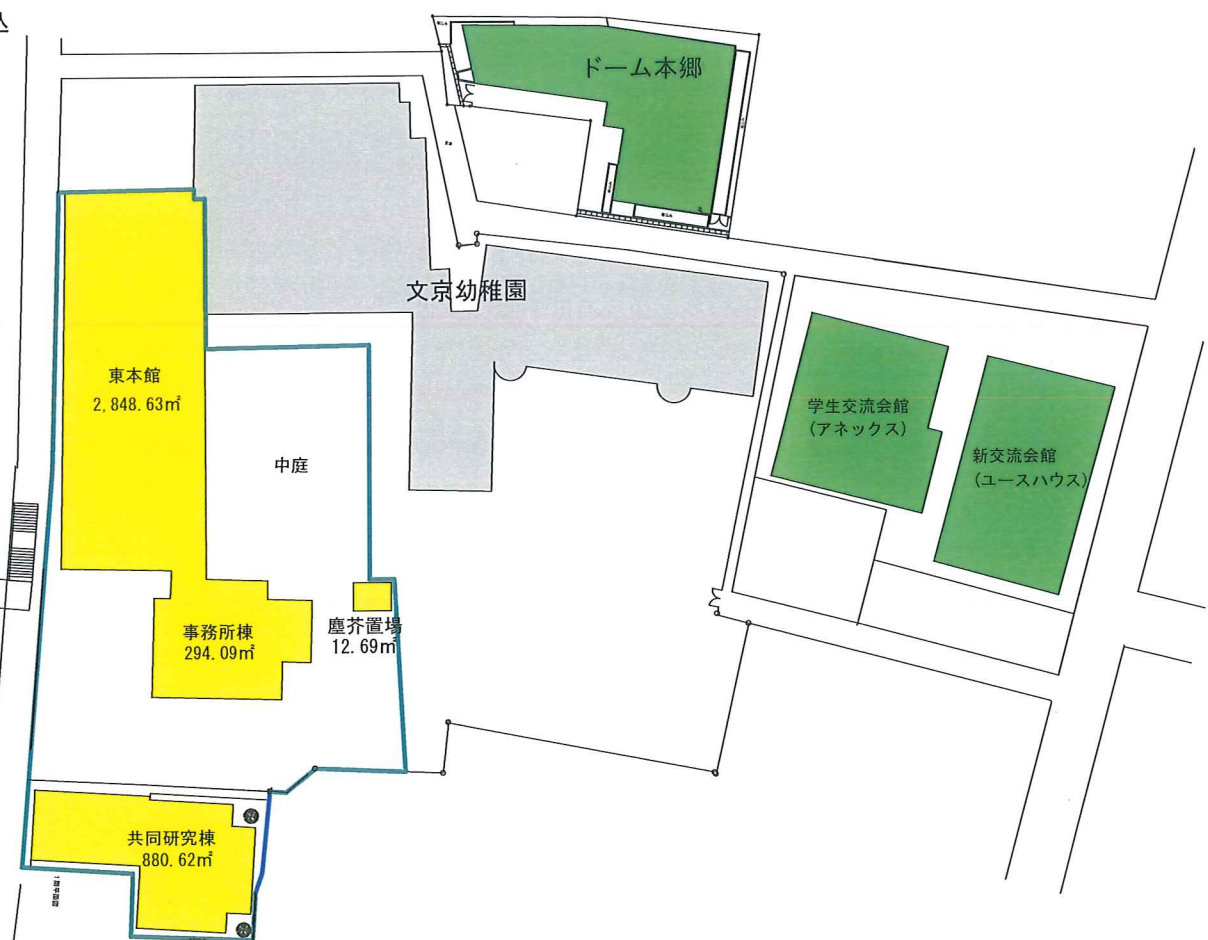 ドーム本郷
文京幼稚園
東本館
2,848.63㎡
中庭
学生交流会館
(アネックス)
新交流会館
(ユースハウス)
事務所棟
294.09㎡
塵芥置場
12.69㎡
共同研究棟
880.62㎡